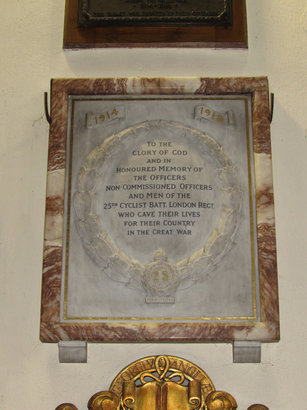 1914
1919
TO THE
GLORY OF GOD
AND IN
HONOURED MEMORY OF
THE OFFICERS
NON-COMMISSIONED OFFICERS
AND MEN OF THE
25TH CYCLIST BATT. LONDON REGT
WHO GAVE THEIR LIVES
FOR THEIR COUNTRY
IN THE GREAT WAR